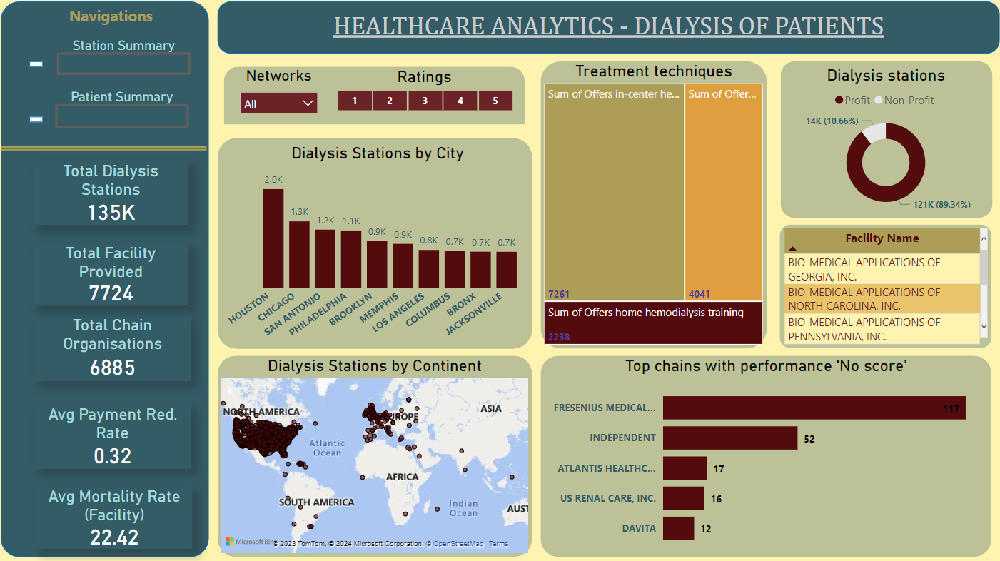 Navigations
Station Summary
Patient Summary
Total Dialysis
Stations
135K
Total Facility
Provided
7724
Total Chain
Organisations
6885
Avg Payment Red.
Rate
0.32
Avg Mortality Rate
(Facility)
22.42
HEALTHCARE ANALYTICS - DIALYSIS OF PATIENTS
Networks
All
Ratings
1 2 3 4 5
Dialysis Stations by City
2.0K
1.3K
1.2K
1.1K
0.9K
0.9K
0.8K
0.7K
0.7K
0.7K
HOUSTON
CHICAGO
SAN ANTONIO
PHILADELPHIA
BROOKLYN
MEMPHIS
LOS ANGELES
COLUMBUS
BRONX
JACKSONVILLE
Treatment techniques
Sum of Offers in-center he...
7261
Sum of Offer...
4041
Sum of Offers home hemodialysis training
2238
Dialysis stations
Profit Non-Profit
14K (10.66%)
121K (89.34%)
Facility Name
BIO-MEDICAL APPLICATIONS OF
GEORGIA, INC.
BIO-MEDICAL APPLICATIONS OF
NORTH CAROLINA, INC.
BIO-MEDICAL APPLICATIONS OF
PENNSYLVANIA, INC.
Dialysis Stations by Continent
NORTH AMERICA
EUROPE
ASIA
Atlantic
Ocean
AFRICA
SOUTH AMERICA
Indian
Ocean
AUST
Microsoft Bin
© 2023 TomTom, © 2024 Microsoft Corporation, © OpenStreetMap Terms
Top chains with performance 'No score'
FRESENIUS MEDICAL... 117
INDEPENDENT 52
ATLANTIS HEALTHC... 17
US RENAL CARE, INC. 16
DAVITA 12